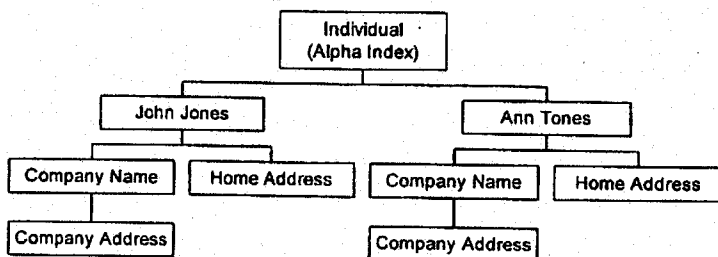 Individual
(Alpha Index)
John Jones
Ann Tones
Company Name
Home Address
Company Name
Home Address
Company Address
Company Address